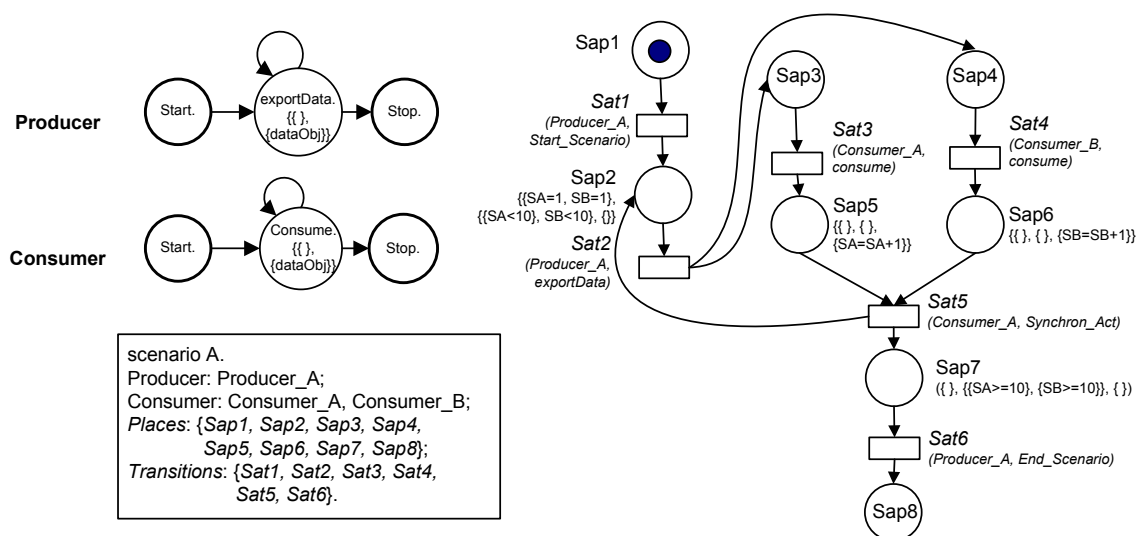 Producer
Start.
exportData.
{{ },
{dataObj}}
Stop.
Consumer
Start.
Consume.
{{ },
{dataObj}}
Stop.
scenario A.
Producer: Producer_A;
Consumer: Consumer_A, Consumer_B;
Places: {Sap1, Sap2, Sap3, Sap4,
Sap5, Sap6, Sap7, Sap8};
Transitions: {Sat1, Sat2, Sat3, Sat4,
Sat5, Sat6}.
Sap1
Sat1
(Producer_A,
Start_Scenario)
Sap2
{{SA=1, SB=1},
{{SA<10}, SB<10}, {}}
Sat2
(Producer_A,
exportData)
Sap3
Sat3
(Consumer_A,
consume)
Sap5
{{ }, { },
{SA=SA+1}}
Sap4
Sat4
(Consumer_B,
consume)
Sap6
{{ }, { }, {SB=SB+1}}
Sat5
(Consumer_A, Synchron_Act)
Sap7
({ }, {{SA>=10}, {SB>=10}}, { })
Sat6
(Producer_A, End_Scenario)
Sap8